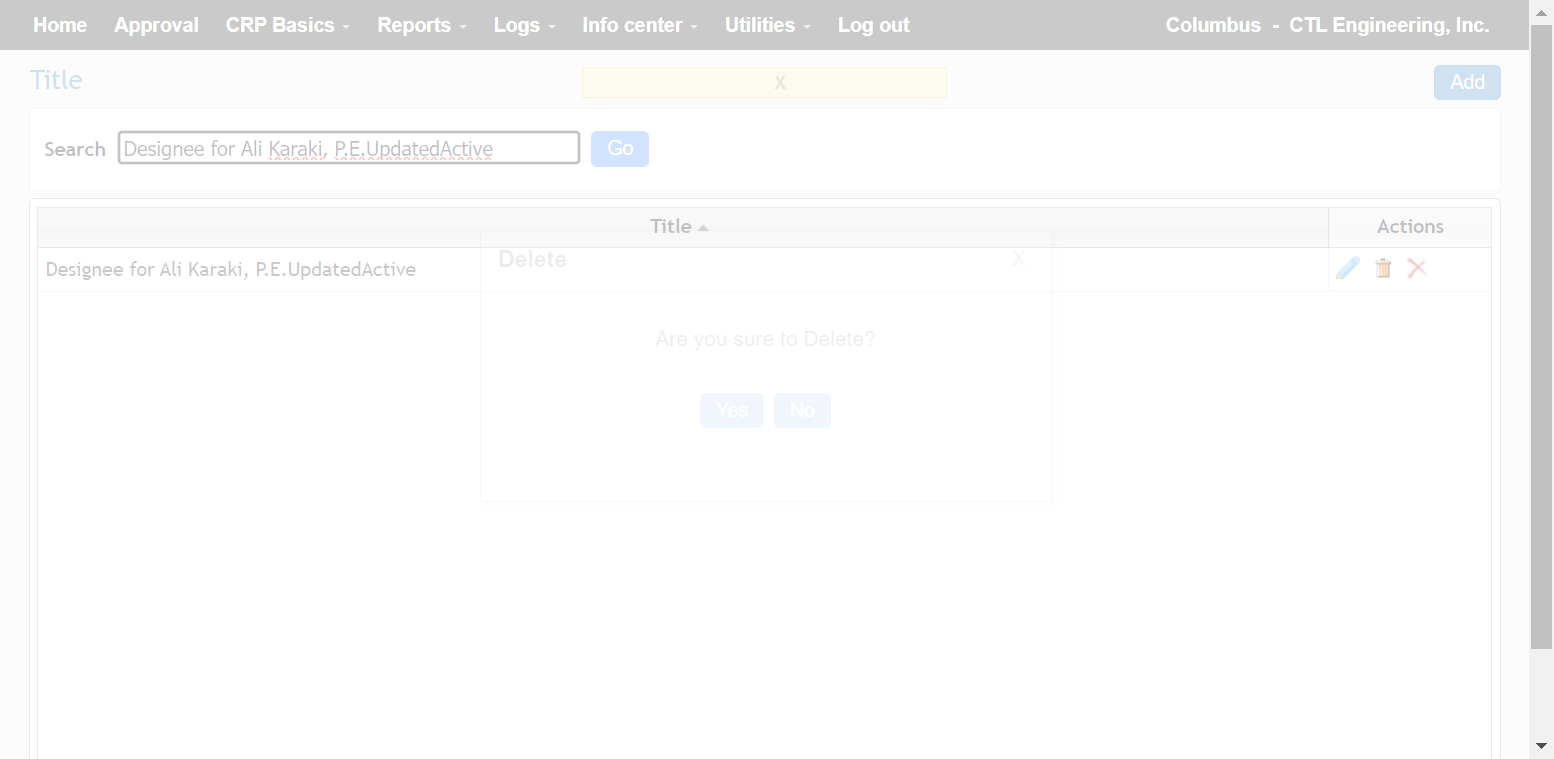 Home Approval CRP Basics Reports Logs Info center Utilities Log out Columbus - CTL Engineering, Inc.
Title X Add
Search Designee for Ali Karaki, P.E.UpdatedActive Go
Title Actions
Delete X
Designee for Ali Karaki, P.E.UpdatedActive
Are you sure to Delete?
Yes No